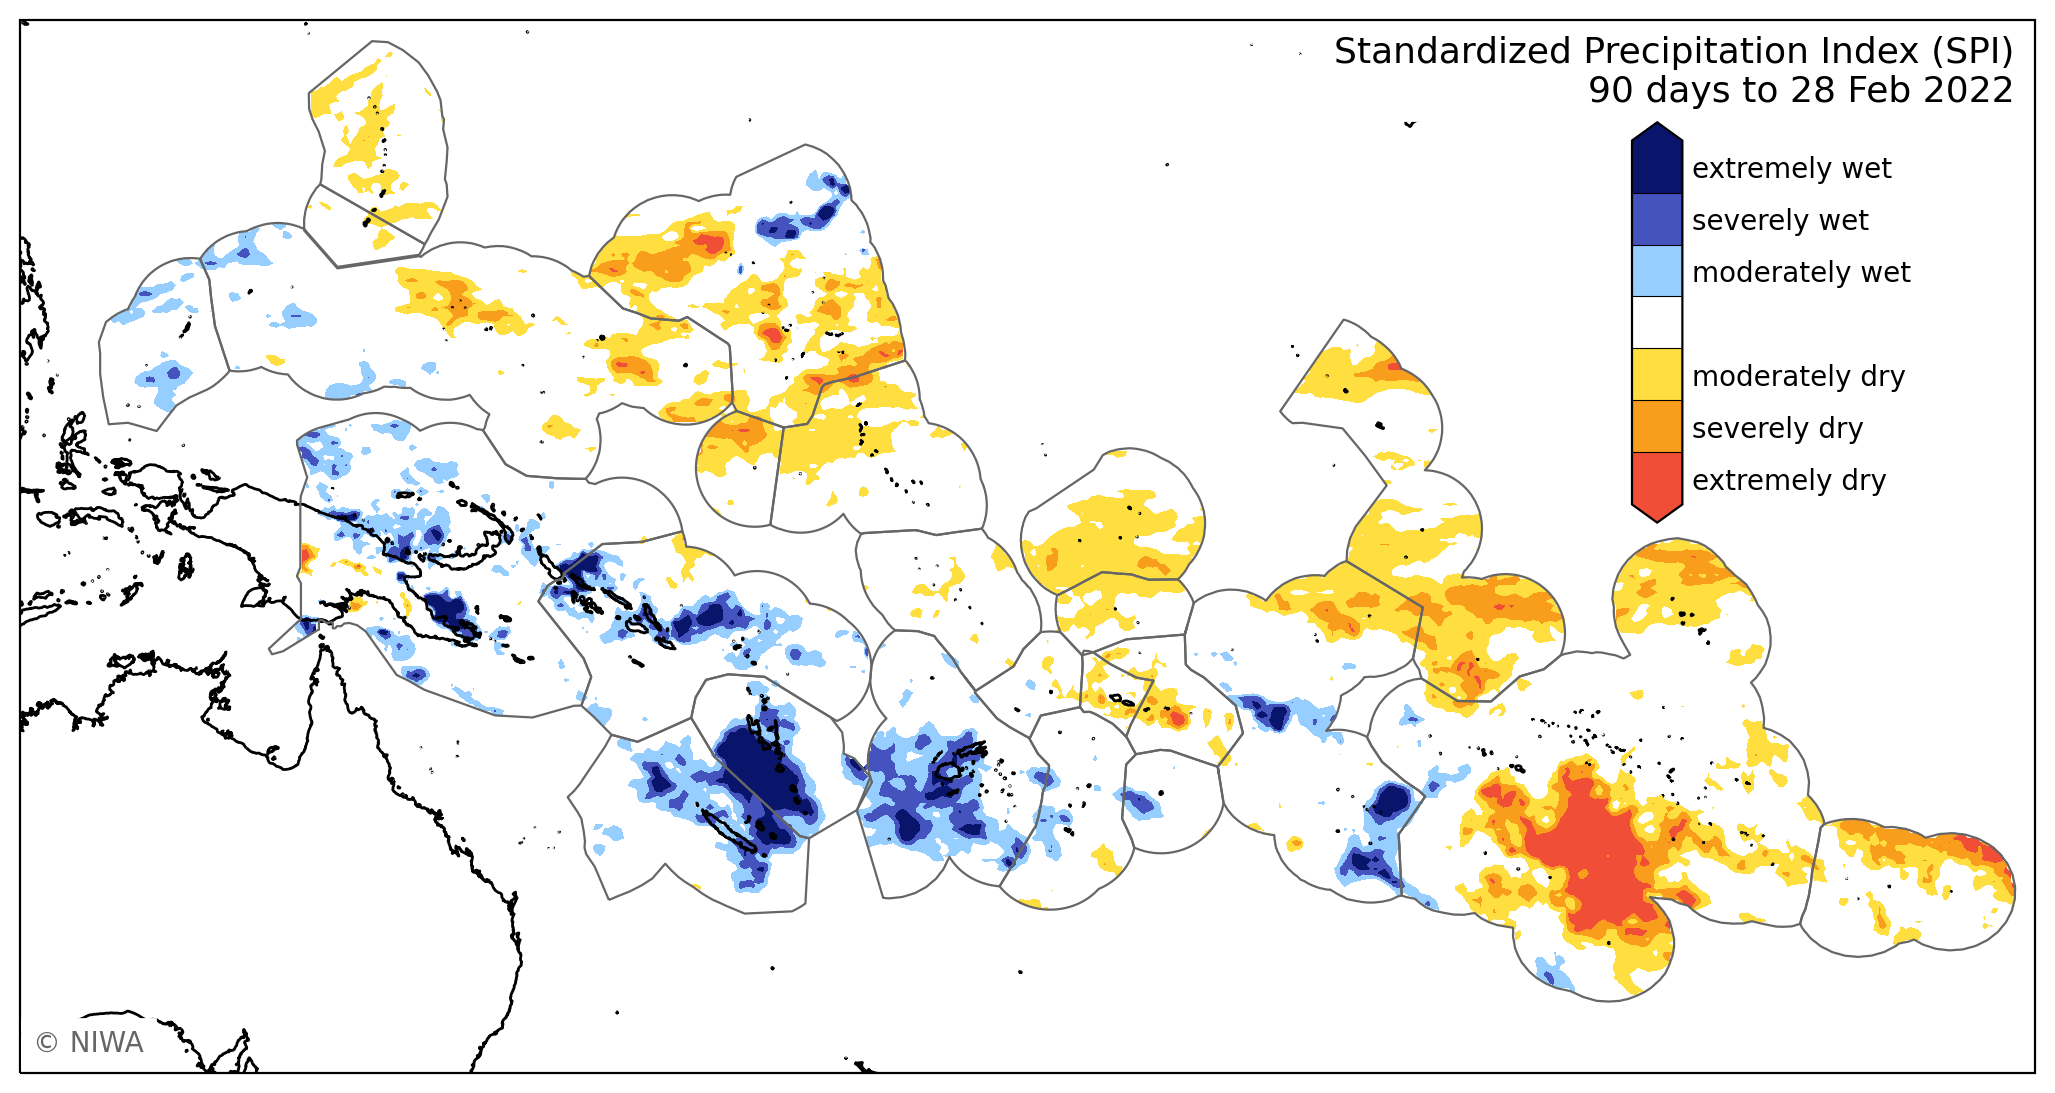 Standardized Precipitation Index (SPI)
90 days to 28 Feb 2022
extremely wet
severely wet
moderately wet
moderately dry
severely dry
extremely dry
© NIWA